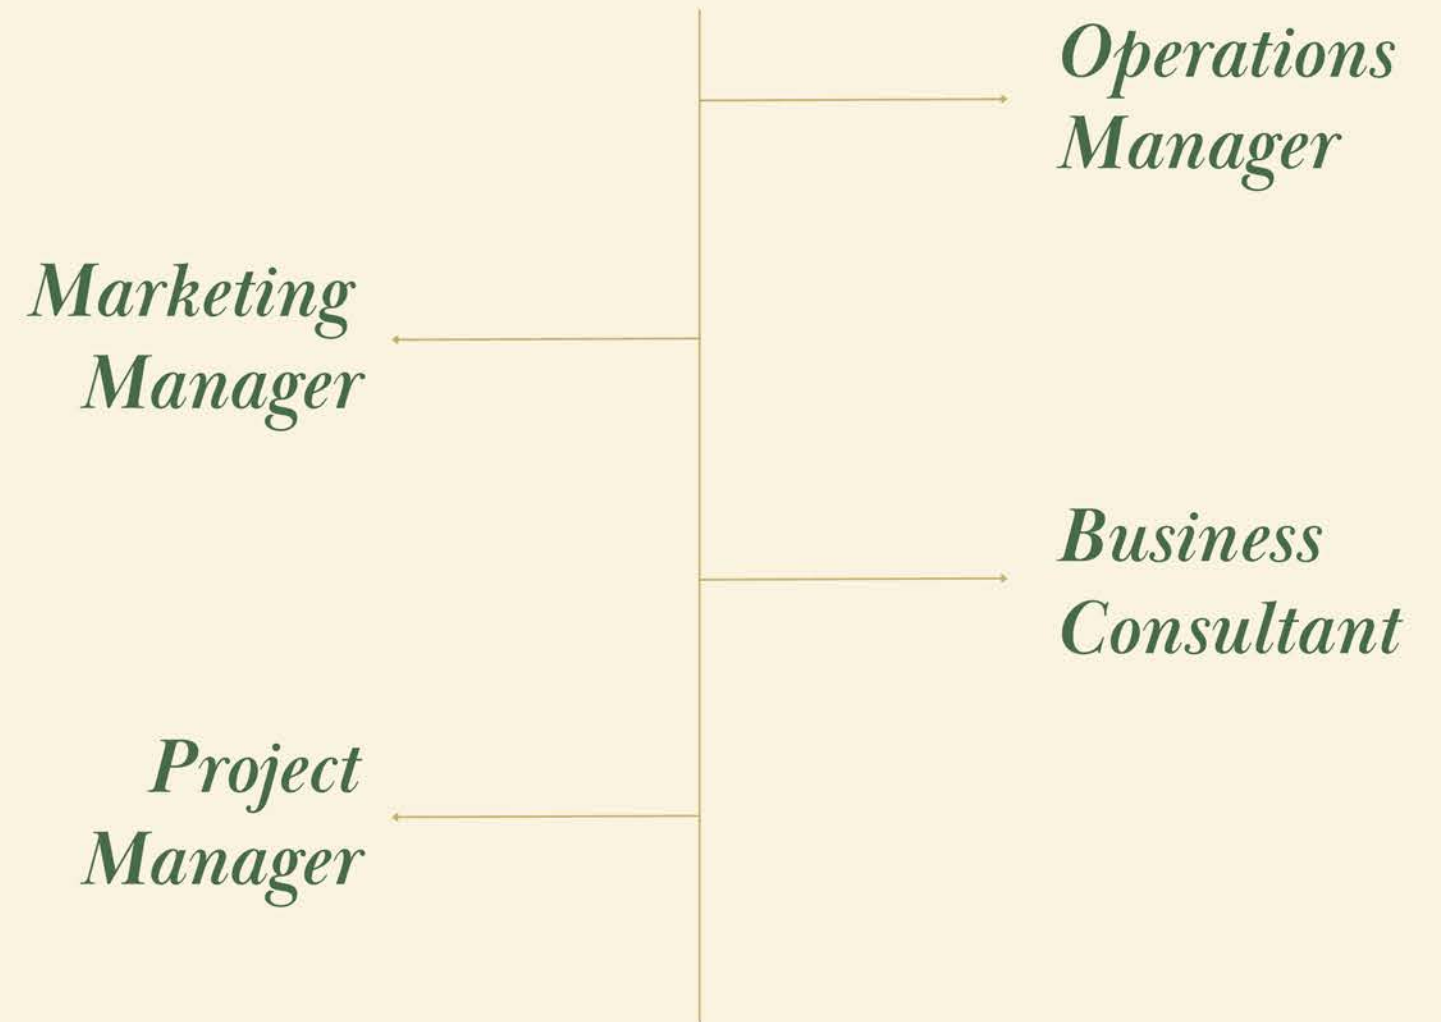 Operations
Manager
Marketing
Manager
Business
Consultant
Project
Manager